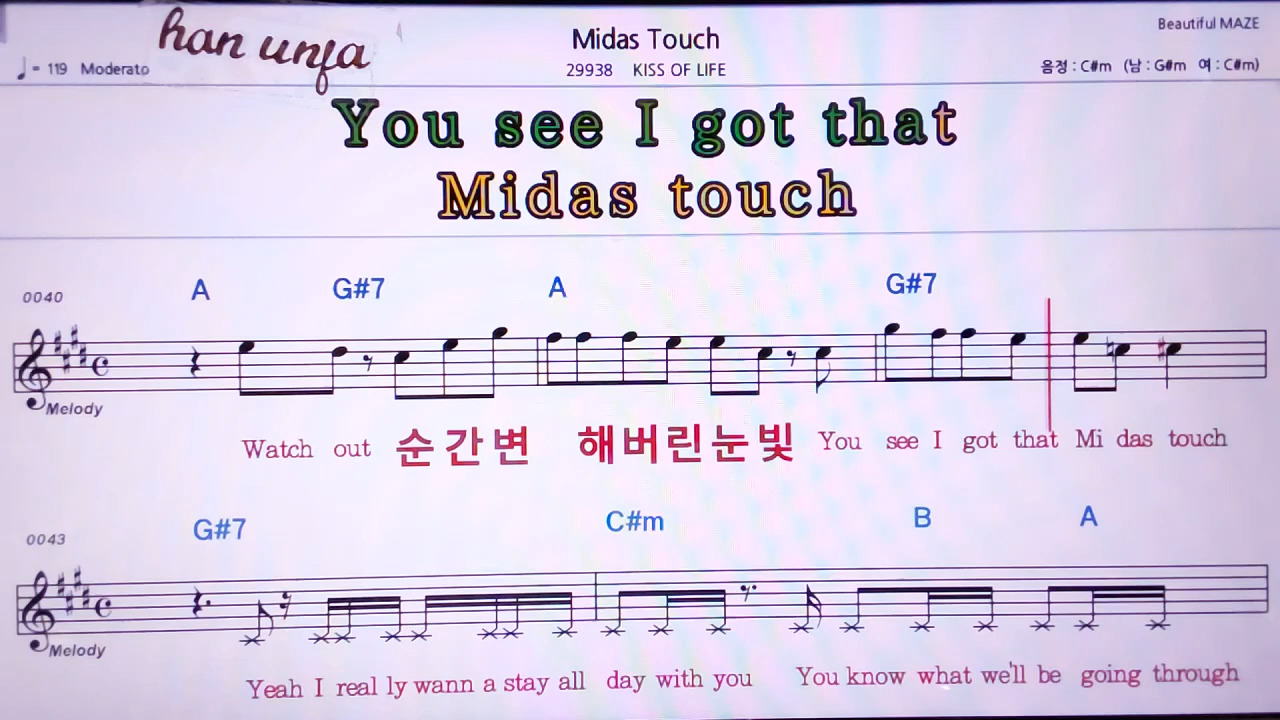 han unfa
Midas Touch
Beautiful MAZE
♩= 119 Moderato
29938 KISS OF LIFE
음정 : C#m (남 : G#m 여 : C#m)
You see I got that
Midas touch
0040
A G#7 A G#7
Melody
Watch out 순간변 해버린눈빛 You see I got that Mi das touch
0043
G#7 C#m B A
Melody
Yeah I real ly wann a stay all day with you You know what we'll be going through